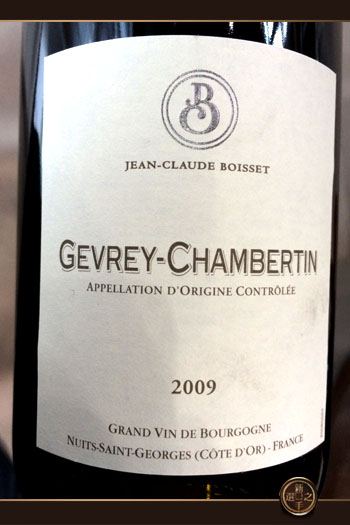 JB
JEAN-CLAUDE BOISSET
GEVREY-CHAMBERTIN
APPELLATION D'ORIGINE CONTRÔLÉE
2009
GRAND VIN DE BOURGOGNE
NUITS-SAINT-GEORGES (CÔTE D'OR) - FRANCE